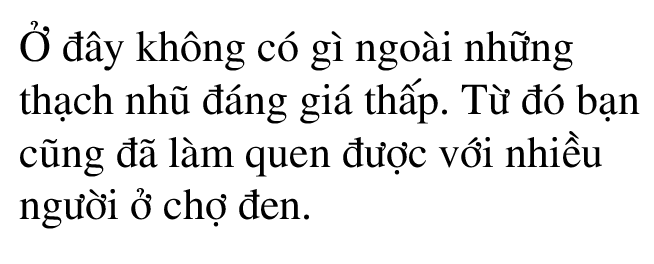 Ở đây không có gì ngoài những
thạch nhũ đáng giá thấp. Từ đó bạn
cũng đã làm quen được với nhiều
người ở chợ đen.